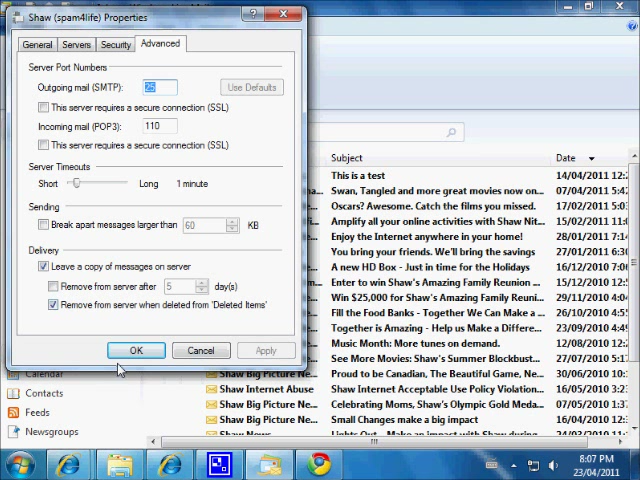 Shaw (spam4life) Properties
General Servers Security Advanced
Server Port Numbers
Outgoing mail (SMTP): 25 Use Defaults
This server requires a secure connection (SSL)
Incoming mail (POP3): 110
This server requires a secure connection (SSL)
Server Timeouts
Short Long 1 minute
Sending
Break apart messages larger than 60 KB
Delivery
Leave a copy of messages on server
Remove from server after 5 day(s)
Remove from server when deleted from 'Deleted Items'
OK Cancel Apply
Calendar
Contacts
Feeds
Newsgroups
Subject Date
This is a test 14/04/2011 12:2
Swan, Tangled and more great movies now on... 07/04/2011 5:42
Oscars? Awesome. Catch the films you missed. 17/02/2011 5:03
Amplify all your online activities with Shaw Nit... 15/02/2011 11:0
Enjoy the Internet anywhere in your home! 28/01/2011 7:14
You bring your friends. We'll bring the savings 27/01/2011 6:30
A new HD Box - Just in time for the Holidays 16/12/2010 7:02
Enter to win Shaw's Amazing Family Reunion ... 15/12/2010
Win $25,000 for Shaw's Amazing Family Reuni... 29/11/2010 4:04
Fill the Food Banks - Together We Can Make a ... 26/10/2010
Together is Amazing - Help us Make a Differe... 23/09/2010 4:49
Music Month: More tunes on demand. 12/08/2010 12:2
See More Movies: Shaw's Summer Blockbust... 27/07/2010 5:17
Shaw Big Picture Ne... Proud to be Canadian, The Beautiful Game, Ne... 30/06/2010 10:3
Shaw Internet Abuse Shaw Internet Acceptable Use Policy Violation... 16/05/2010 3:23
Shaw Big Picture Ne... Celebrating Moms, Shaw's Olympic Gold Meda... 07/05/2010
Shaw Big Picture Ne... Small Changes make a big impact 16/04/2010
8:07 PM
23/04/2011